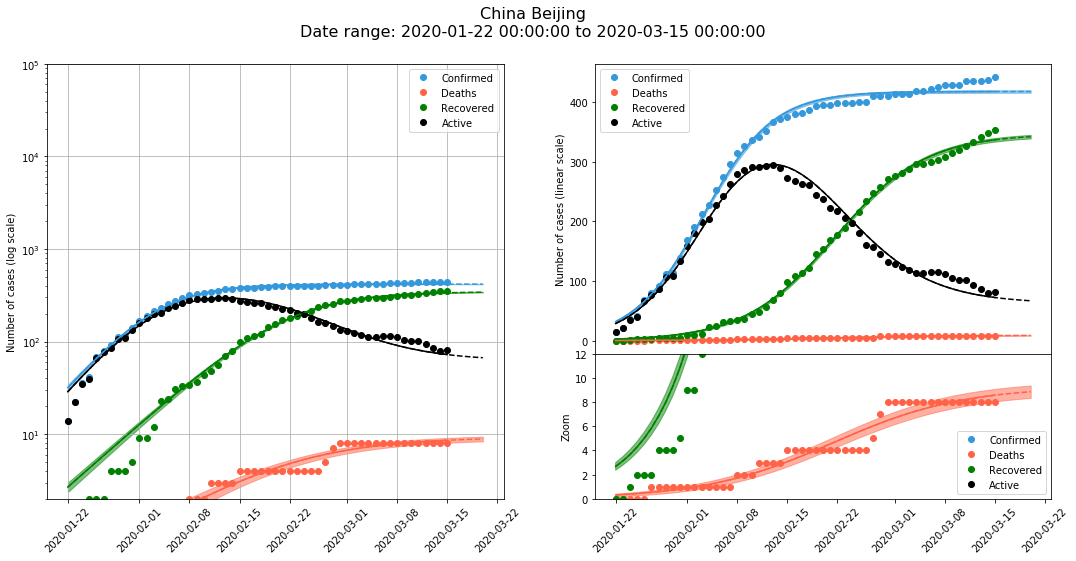 China Beijing
Date range: 2020-01-22 00:00:00 to 2020-03-15 00:00:00
Number of cases (log scale)
10^5
10^4
10^3
10^2
10^1
Confirmed
Deaths
Recovered
Active
2020-01-22
2020-02-01
2020-02-08
2020-02-15
2020-02-22
2020-03-01
2020-03-08
2020-03-15
2020-03-22
Number of cases (linear scale)
400
300
200
100
0
Confirmed
Deaths
Recovered
Active
Zoom
12
10
8
6
4
2
0
Confirmed
Deaths
Recovered
Active
2020-01-22
2020-02-01
2020-02-08
2020-02-15
2020-02-22
2020-03-01
2020-03-08
2020-03-15
2020-03-22